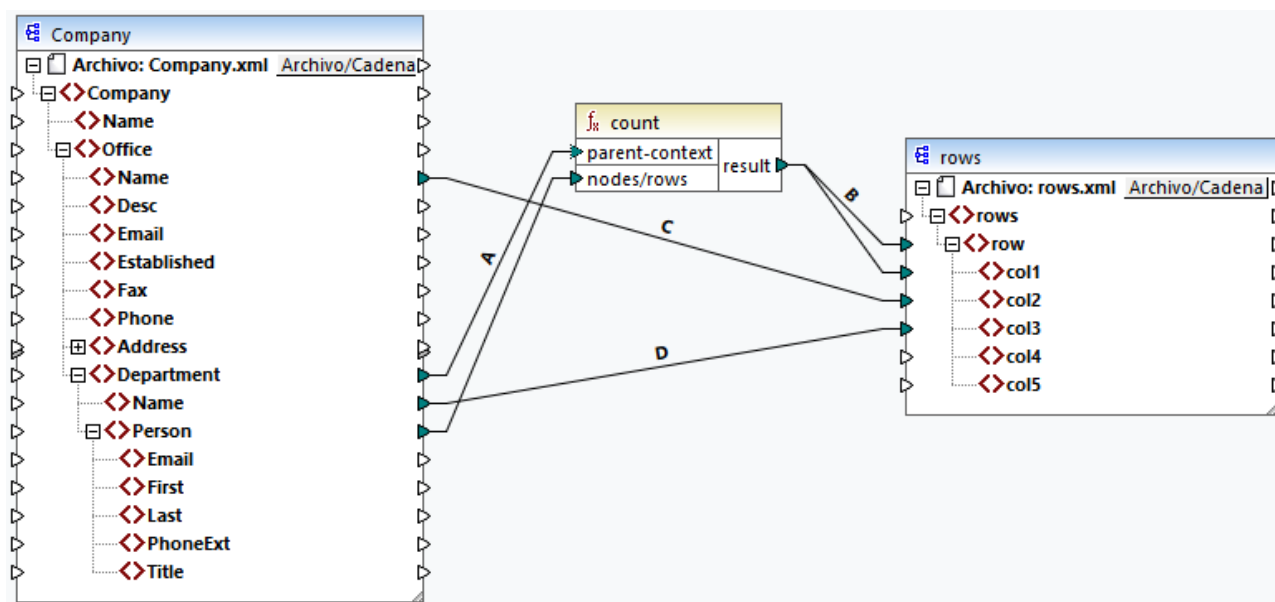 Company
Archivo: Company.xml Archivo/Cadena
Company
Name
Office
Name
Desc
Email
Established
Fax
Phone
Address
Department
Name
Person
Email
First
Last
PhoneExt
Title
A
C
D
B
fx count
parent-context
nodes/rows
result
rows
Archivo: rows.xml Archivo/Cadena
rows
row
col1
col2
col3
col4
col5